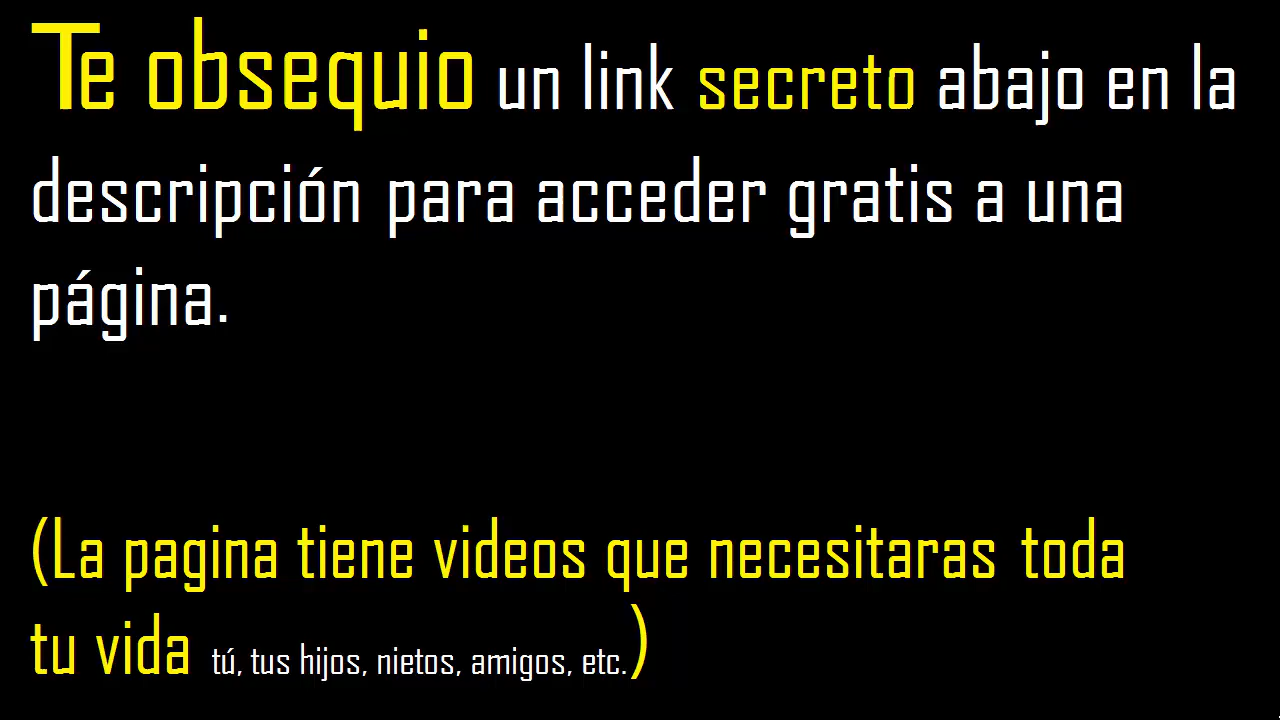 Te obsequio un link secreto abajo en la
descripción para acceder gratis a una
página.
(La pagina tiene videos que necesitaras toda
tu vida tú, tus hijos, nietos, amigos, etc.)